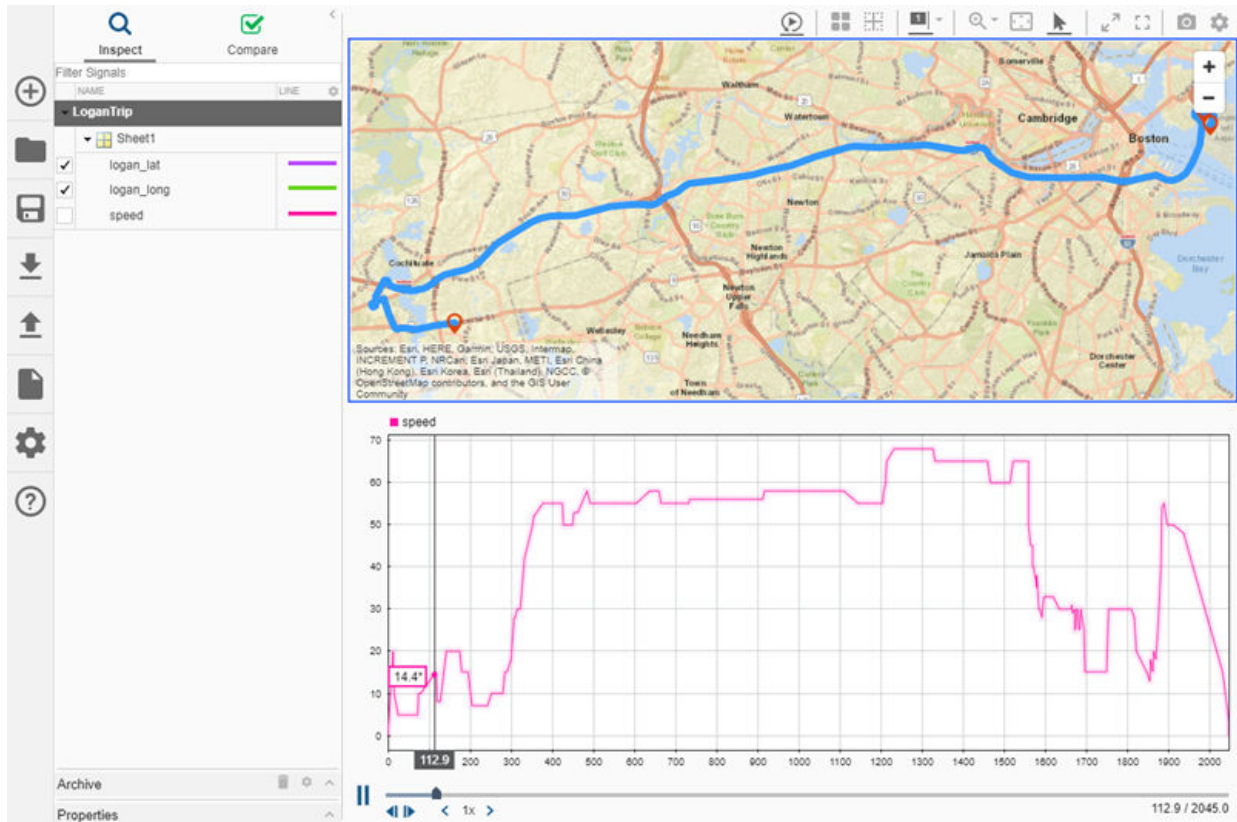 Inspect
Compare
Filter Signals
NAME
LINE
LoganTrip
Sheet1
logan_lat
logan_long
speed
Archive
Properties
1
+
−
Somerville
Waltham
Watertown
Cambridge
Boston
Newton
Newton
Highlands
Newton
Upper
Falls
Jamaica Plain
Cochituate
Wellesley
Needham
Heights
Town
of Needham
Dorchester
Bay
Dorchester
Center
S Broadway
Sources: Esri, HERE, Garmin, USGS, Intermap,
INCREMENT P, NRCan, Esri Japan, METI, Esri China
(Hong Kong), Esri Korea, Esri (Thailand), NGCC, ©
OpenStreetMap contributors, and the GIS User
Community
speed
70
60
50
40
30
20
10
0
14.4*
0 112.9 200 300 400 500 600 700 800 900 1000 1100 1200 1300 1400 1500 1600 1700 1800 1900 2000
1x
112.9 / 2045.0